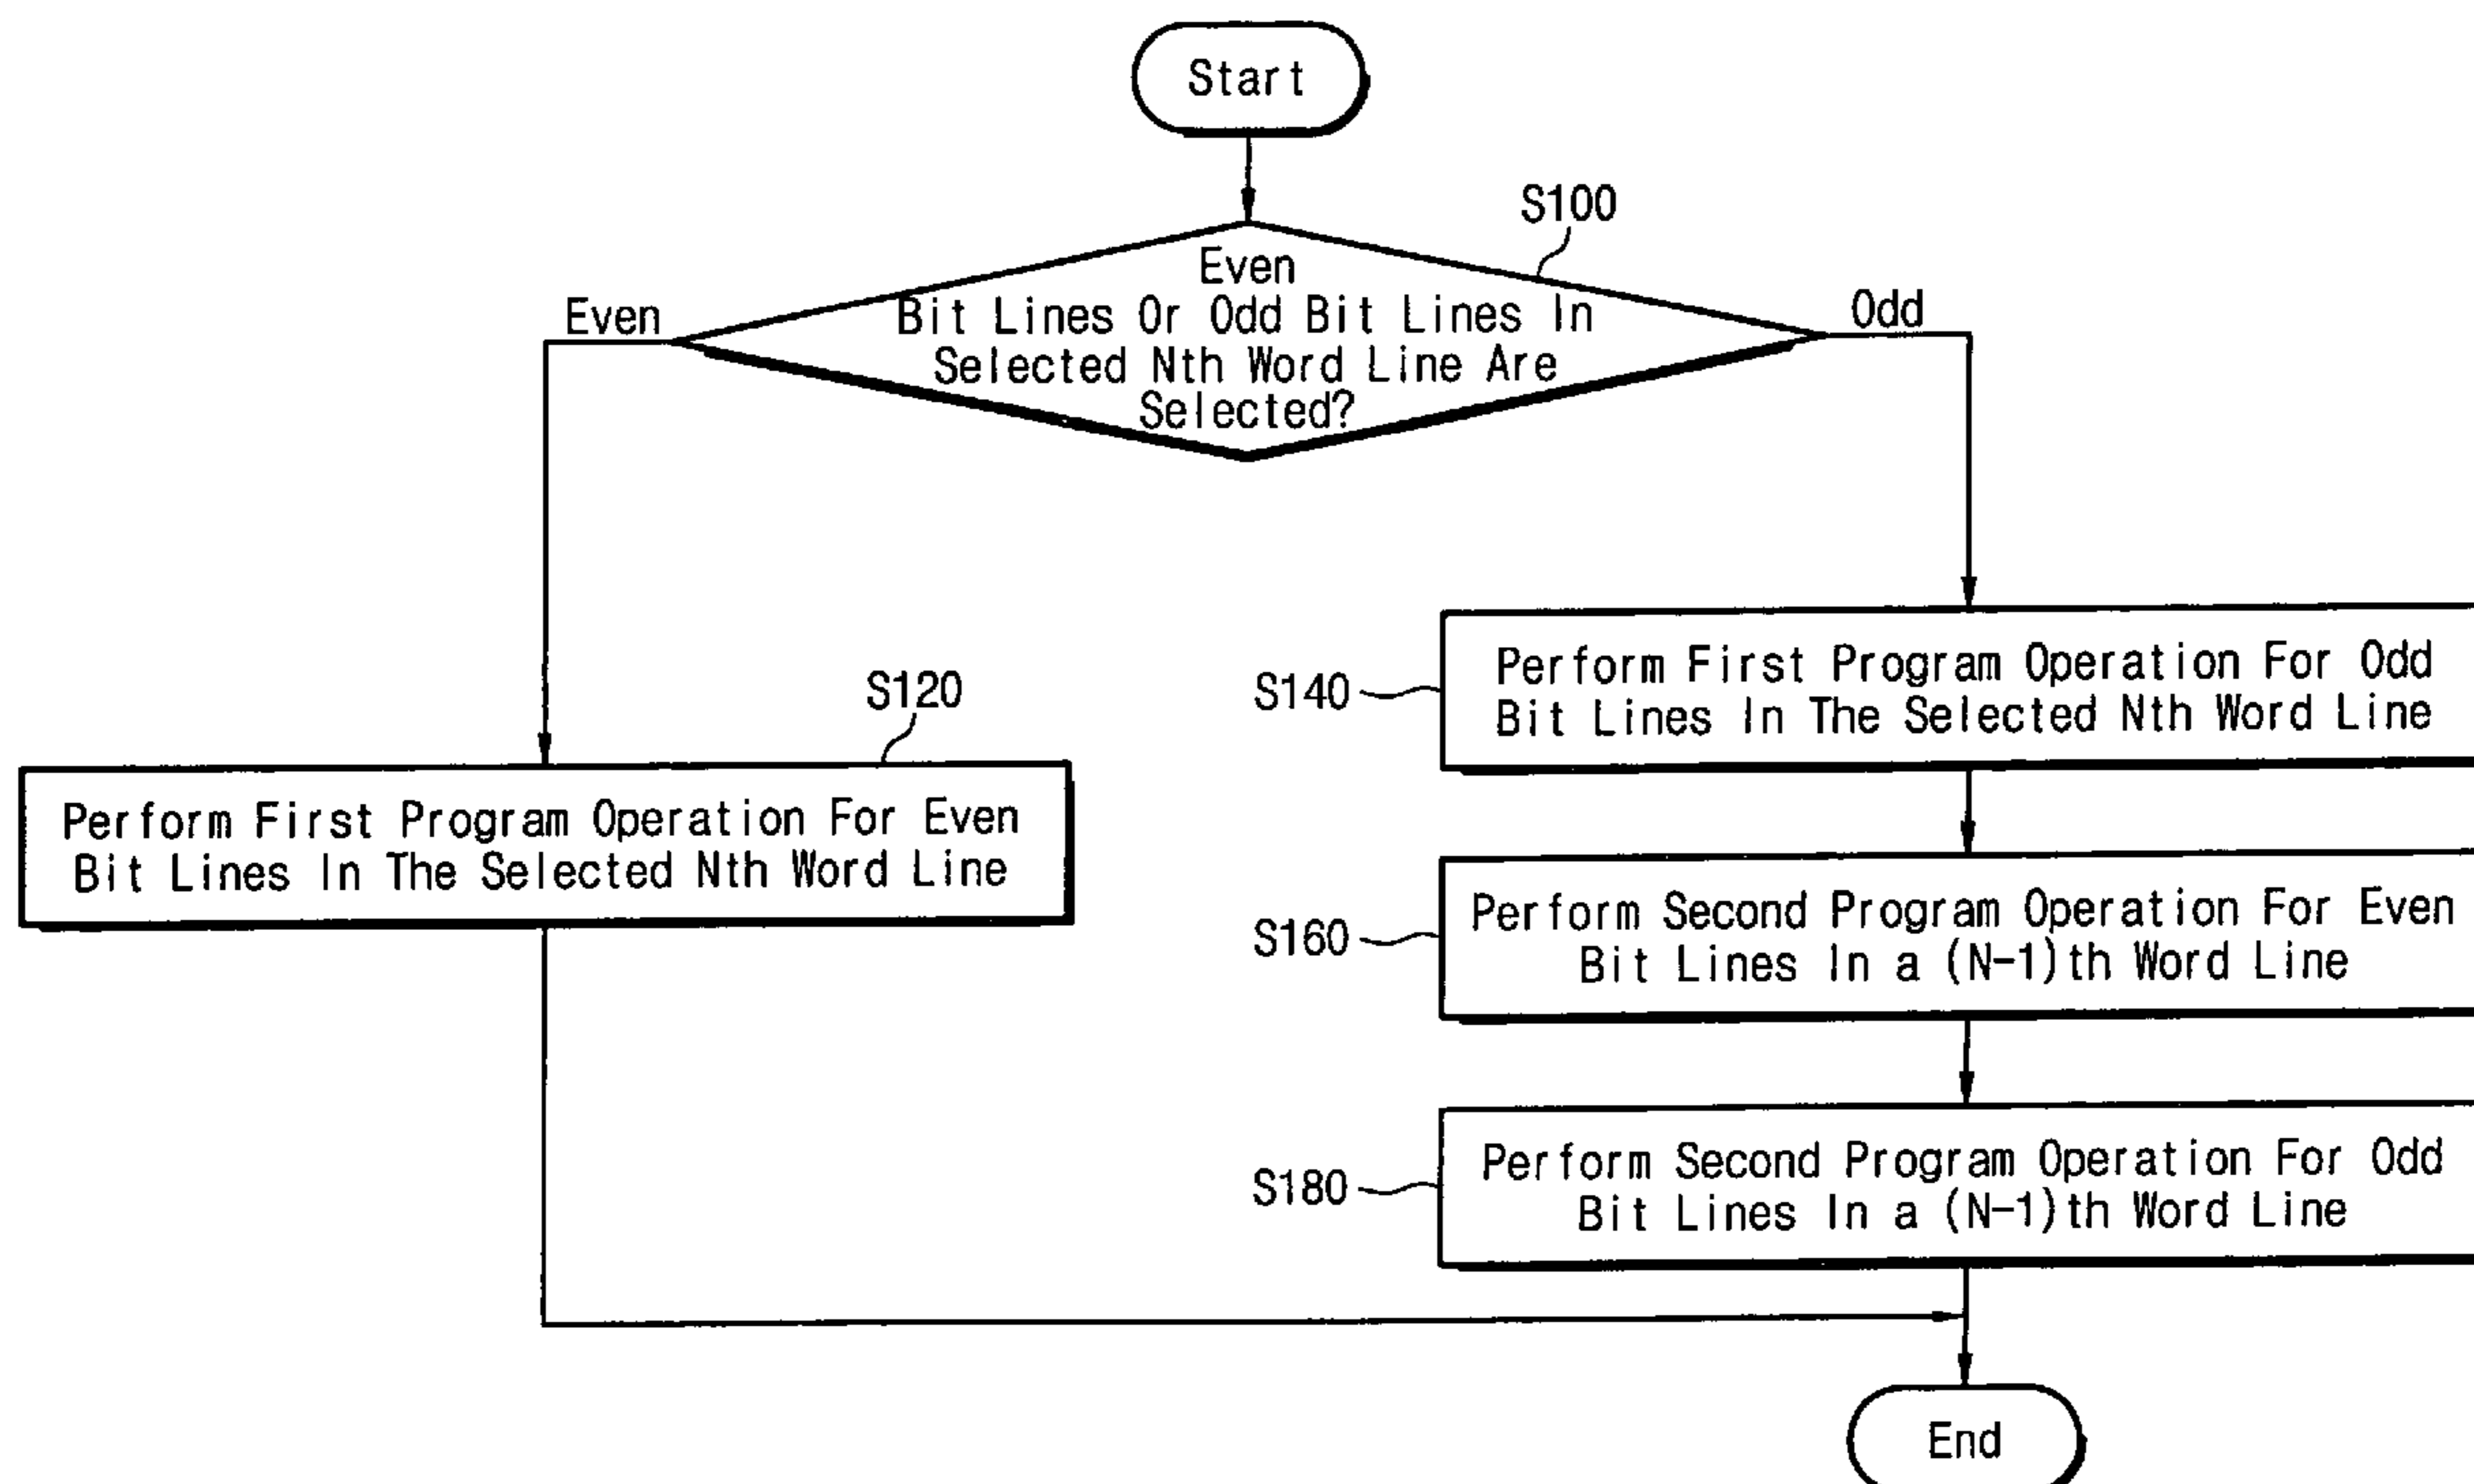 Start
S100
Even
Bit Lines Or Odd Bit Lines In
Selected Nth Word Line Are
Selected?
Even
Odd
S120
Perform First Program Operation For Even
Bit Lines In The Selected Nth Word Line
S140
Perform First Program Operation For Odd
Bit Lines In The Selected Nth Word Line
S160
Perform Second Program Operation For Even
Bit Lines In a (N-1)th Word Line
S180
Perform Second Program Operation For Odd
Bit Lines In a (N-1)th Word Line
End